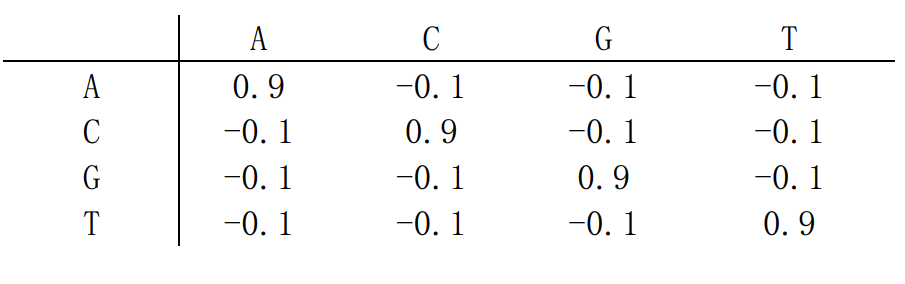 A C G T
A 0.9 -0.1 -0.1 -0.1
C -0.1 0.9 -0.1 -0.1
G -0.1 -0.1 0.9 -0.1
T -0.1 -0.1 -0.1 0.9